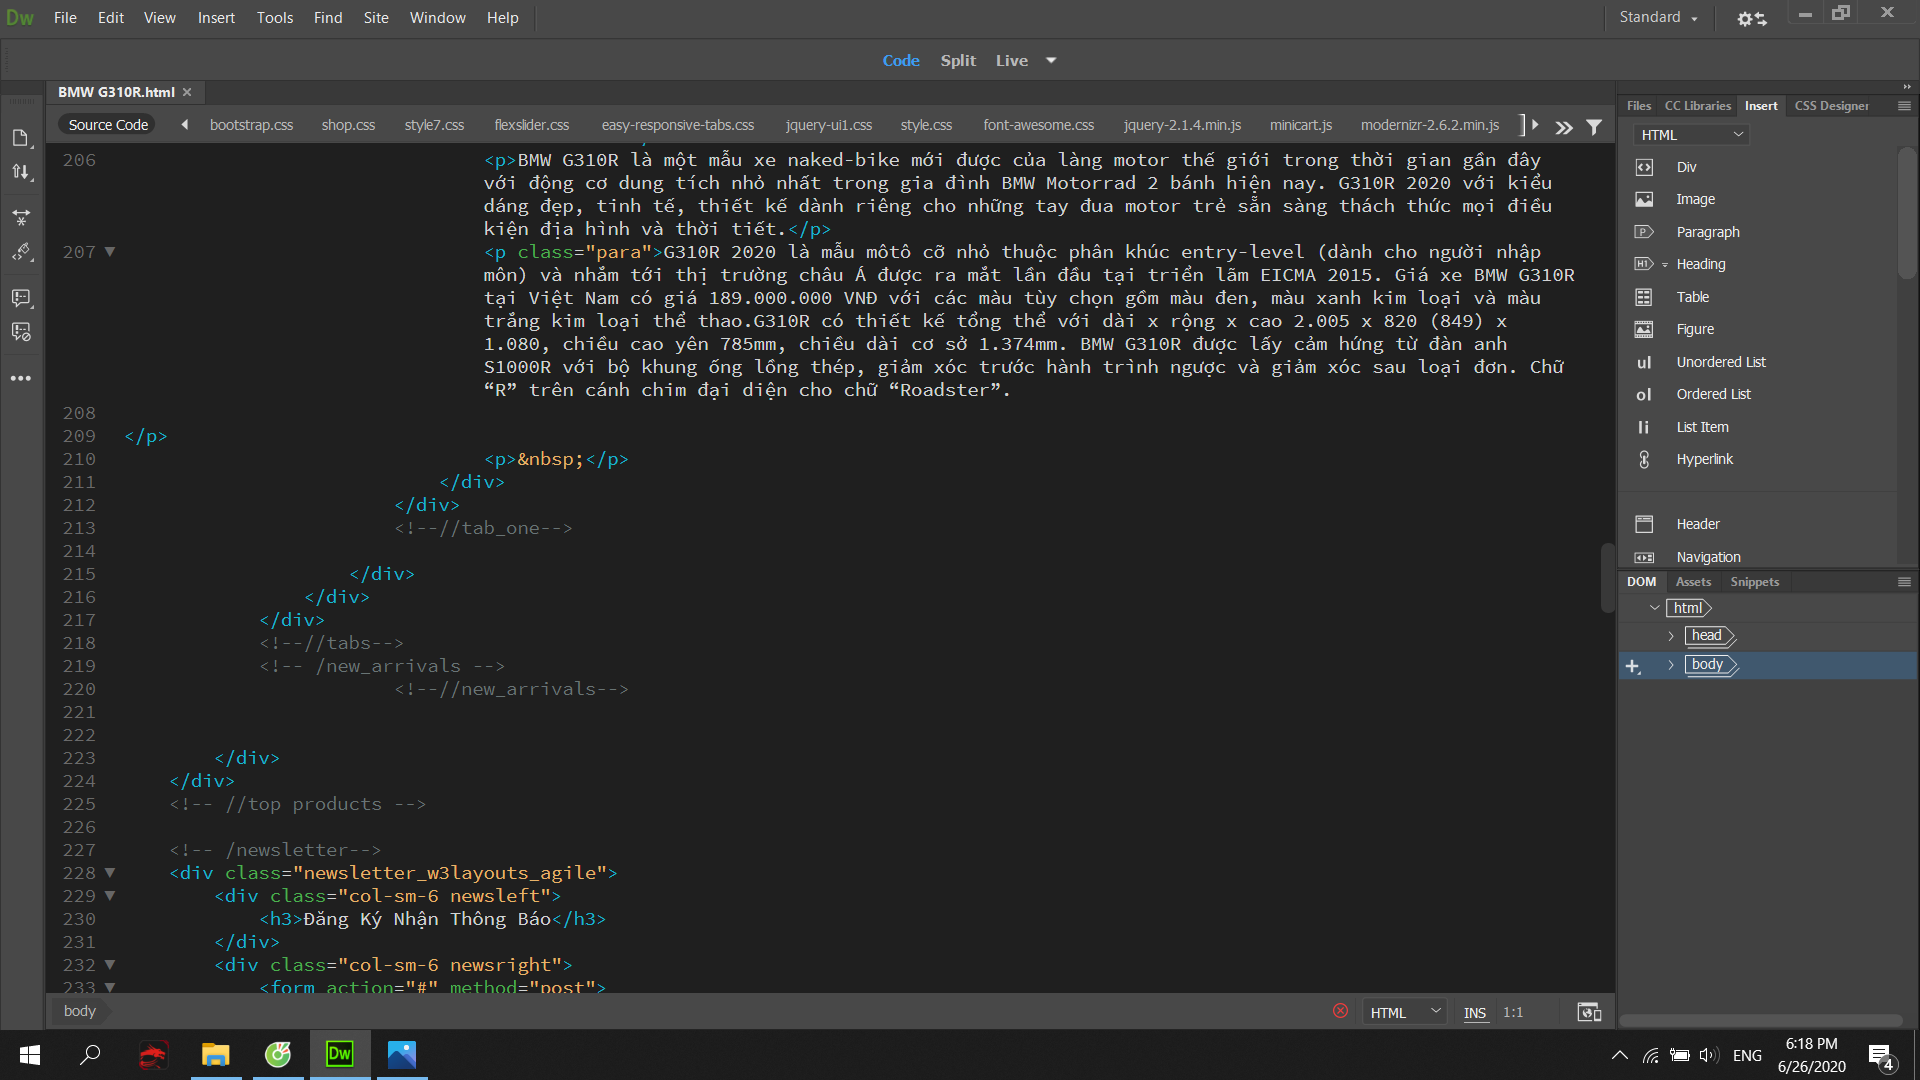 Dw File Edit View Insert Tools Find Site Window Help Standard
Code Split Live
BMW G310R.html
Source Code bootstrap.css shop.css style7.css flexslider.css easy-responsive-tabs.css jquery-ui1.css style.css font-awesome.css jquery-2.1.4.min.js minicart.js modernizr-2.6.2.min.js
206 <p>BMW G310R là một mẫu xe naked-bike mới được của làng motor thế giới trong thời gian gần đây
với động cơ dung tích nhỏ nhất trong gia đình BMW Motorrad 2 bánh hiện nay. G310R 2020 với kiểu
dáng đẹp, tinh tế, thiết kế dành riêng cho những tay đua motor trẻ sẵn sàng thách thức mọi điều
kiện địa hình và thời tiết.</p>
207 <p class="para">G310R 2020 là mẫu môtô cỡ nhỏ thuộc phân khúc entry-level (dành cho người nhập
môn) và nhắm tới thị trường châu Á được ra mắt lần đầu tại triển lãm EICMA 2015. Giá xe BMW G310R
tại Việt Nam có giá 189.000.000 VNĐ với các màu tùy chọn gồm màu đen, màu xanh kim loại và màu
trắng kim loại thể thao.G310R có thiết kế tổng thể với dài x rộng x cao 2.005 x 820 (849) x
1.080, chiều cao yên 785mm, chiều dài cơ sở 1.374mm. BMW G310R được lấy cảm hứng từ đàn anh
S1000R với bộ khung ống lồng thép, giảm xóc trước hành trình ngược và giảm xóc sau loại đơn. Chữ
“R” trên cánh chim đại diện cho chữ “Roadster”.
208
209 </p>
210 <p>&nbsp;</p>
211 </div>
212 </div>
213 <!--//tab_one-->
214
215 </div>
216 </div>
217 </div>
218 <!--//tabs-->
219 <!-- /new_arrivals -->
220 <!--//new_arrivals-->
221
222
223 </div>
224 </div>
225 <!-- //top products -->
226
227 <!-- /newsletter-->
228 <div class="newsletter_w3layouts_agile">
229 <div class="col-sm-6 newsleft">
230 <h3>Đăng Ký Nhận Thông Báo</h3>
231 </div>
232 <div class="col-sm-6 newsright">
233 <form action="#" method="post">
body HTML INS 1:1
Files CC Libraries Insert CSS Designer
HTML
Div
Image
Paragraph
Heading
Table
Figure
ul Unordered List
ol Ordered List
li List Item
Hyperlink
Header
Navigation
DOM Assets Snippets
html
head
body
Dw
ENG
6:18 PM
6/26/2020
4